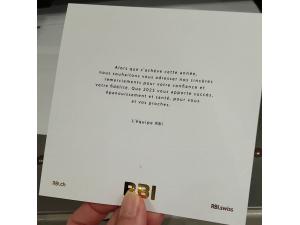 Alors que s'achève cette année,
nous souhaitons vous adresser nos sincères
remerciements pour votre confiance et
votre fidélité. Que 2023 vous apporte succès,
épanouissement et santé, pour vous
et vos proches.
L'équipe RBI
RBI.ch
RBI
RBI.swiss